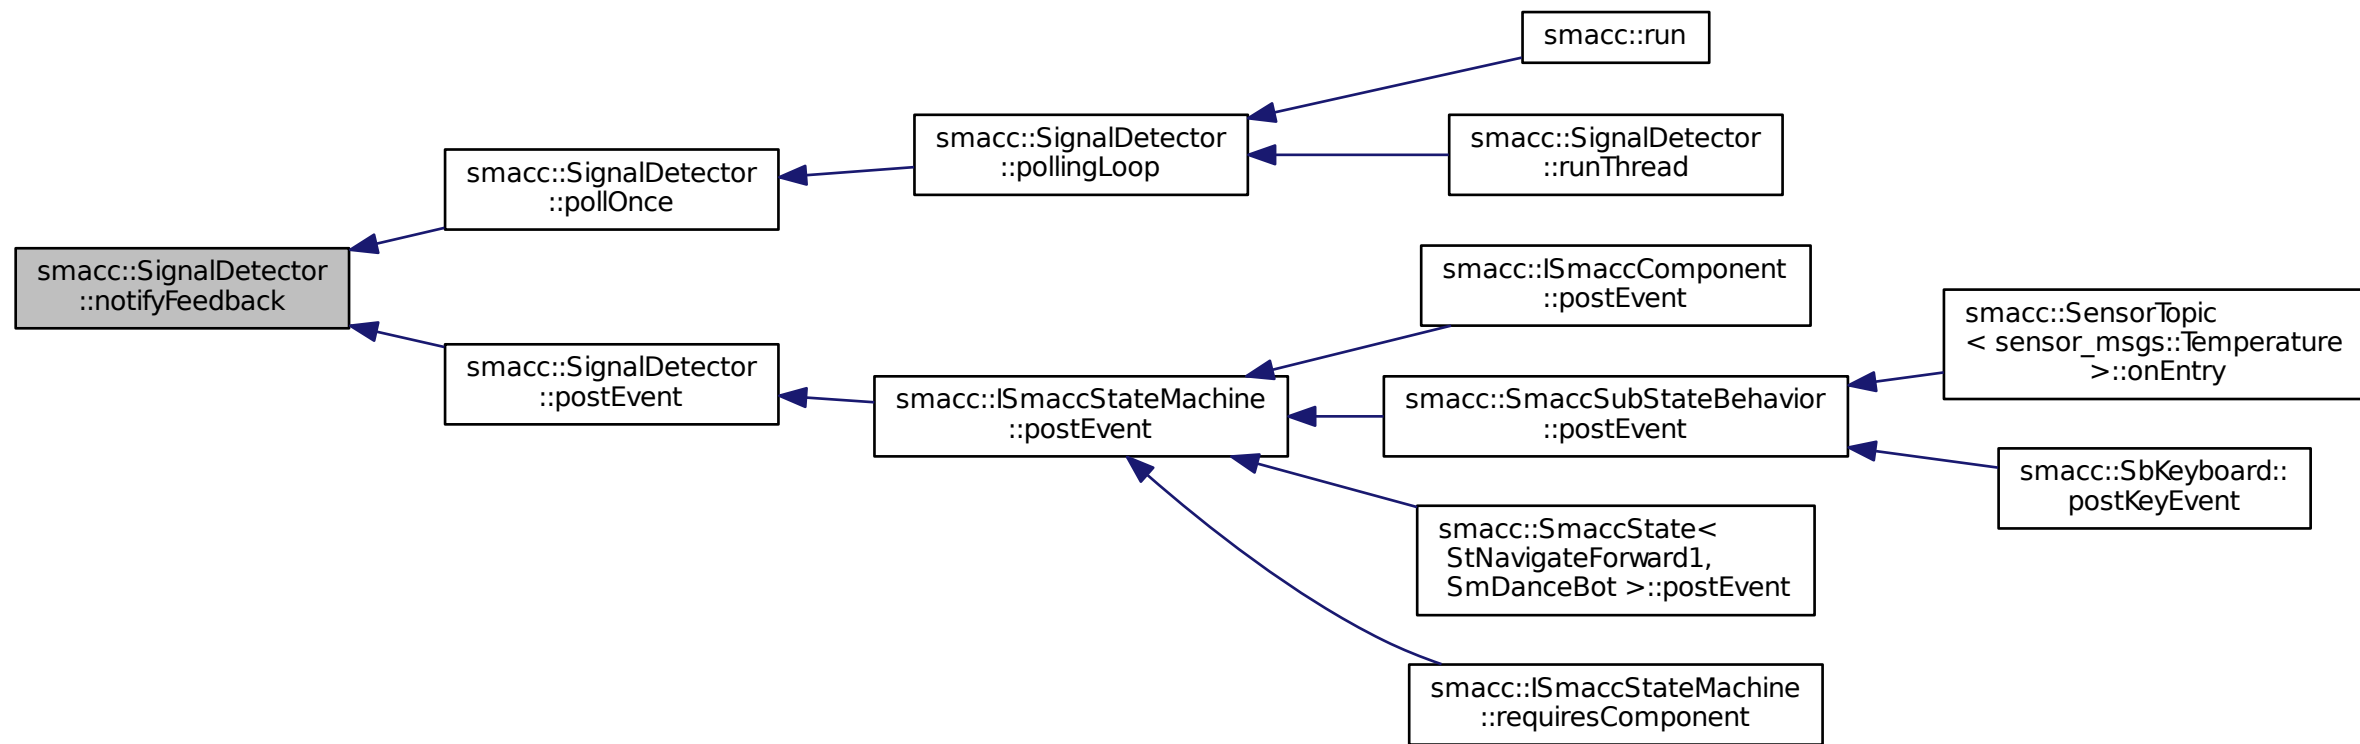 smacc::run
smacc::SignalDetector
::pollingLoop
smacc::SignalDetector
::runThread
smacc::SignalDetector
::pollOnce
smacc::SignalDetector
::notifyFeedback
smacc::ISmaccComponent
::postEvent
smacc::SensorTopic
< sensor_msgs::Temperature
>::onEntry
smacc::SignalDetector
::postEvent
smacc::ISmaccStateMachine
::postEvent
smacc::SmaccSubStateBehavior
::postEvent
smacc::SbKeyboard::
postKeyEvent
smacc::SmaccState<
StNavigateForward1,
SmDanceBot >::postEvent
smacc::ISmaccStateMachine
::requiresComponent